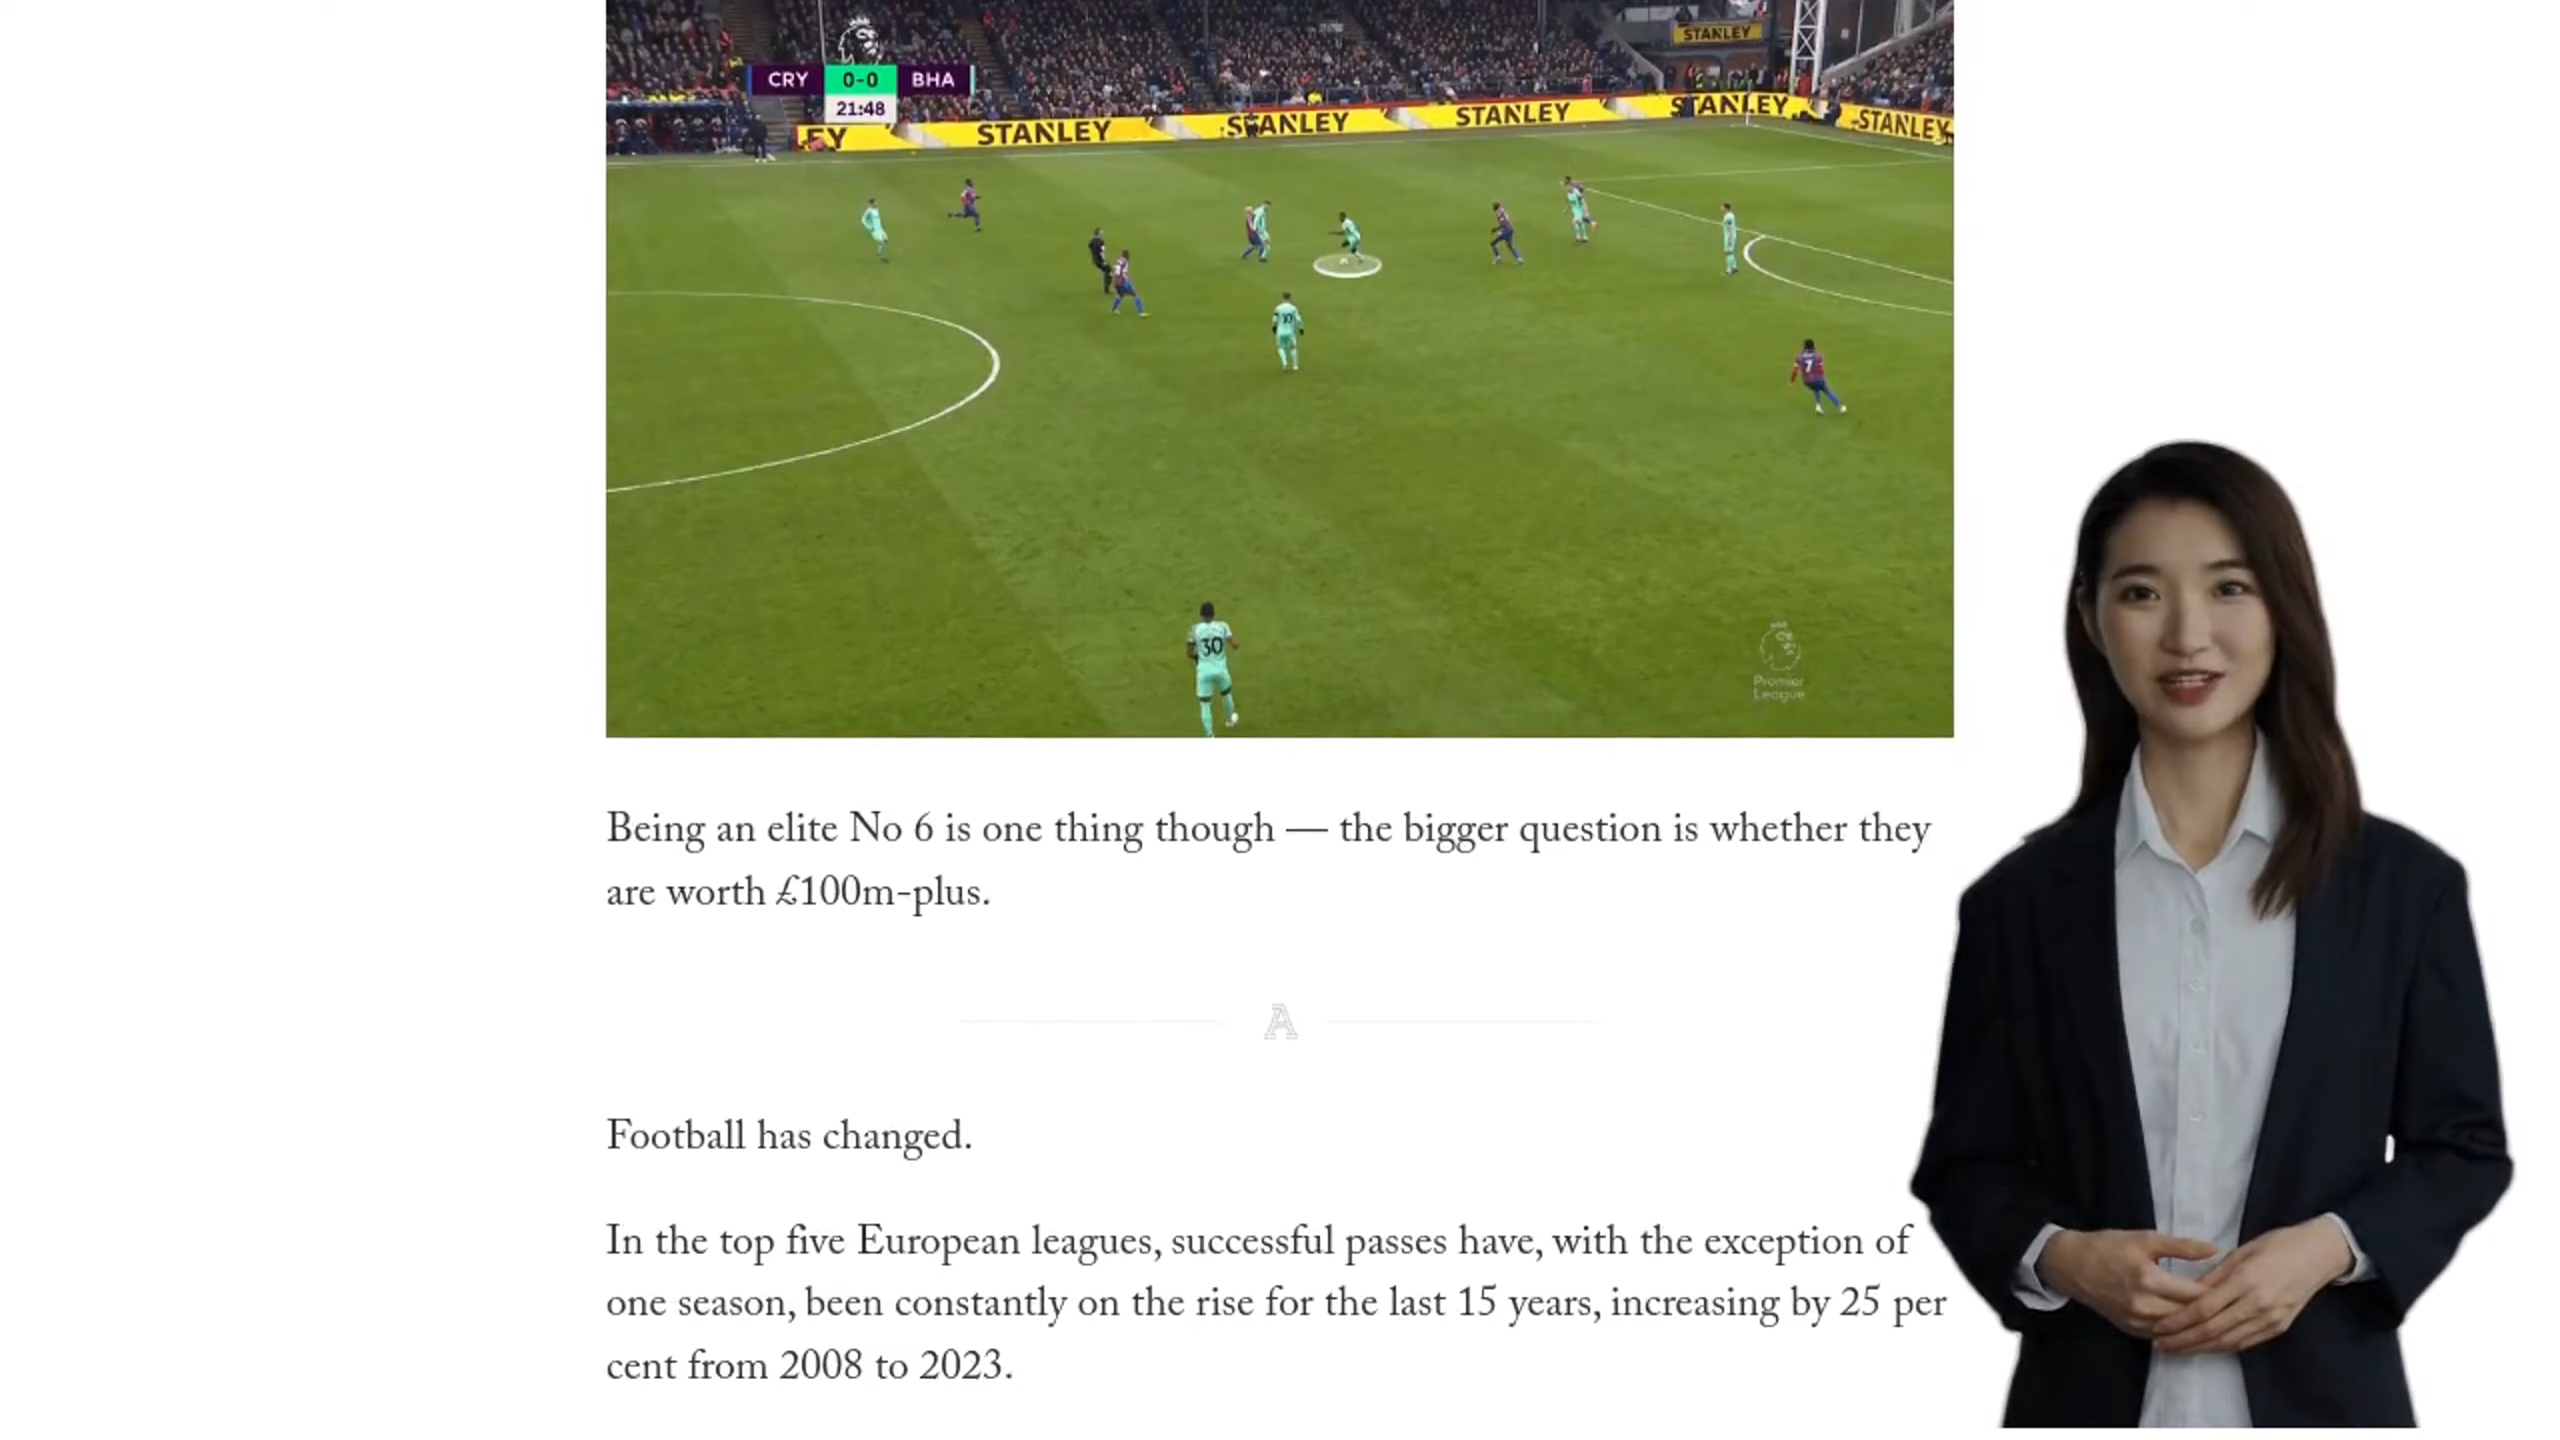 STANLEY
CRY 0-0 BHA
21:48
EY STANLEY STANLEY STANLEY STANLEY STANLEY
10
7
30
Premier
League
Being an elite No 6 is one thing though — the bigger question is whether they
are worth £100m-plus.
A
Football has changed.
In the top five European leagues, successful passes have, with the exception of
one season, been constantly on the rise for the last 15 years, increasing by 25 per
cent from 2008 to 2023.